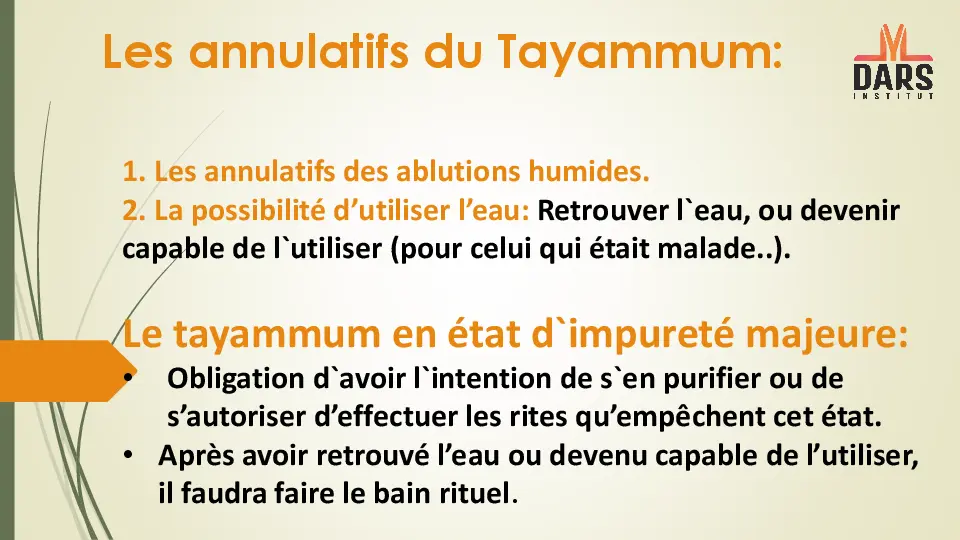 Les annulatifs du Tayammum:
DARS
INSTITUT
1. Les annulatifs des ablutions humides.
2. La possibilité d’utiliser l’eau: Retrouver l`eau, ou devenir
capable de l`utiliser (pour celui qui était malade..).
Le tayammum en état d`impureté majeure:
• Obligation d`avoir l`intention de s`en purifier ou de
s’autoriser d’effectuer les rites qu’empêchent cet état.
• Après avoir retrouvé l’eau ou devenu capable de l’utiliser,
il faudra faire le bain rituel.